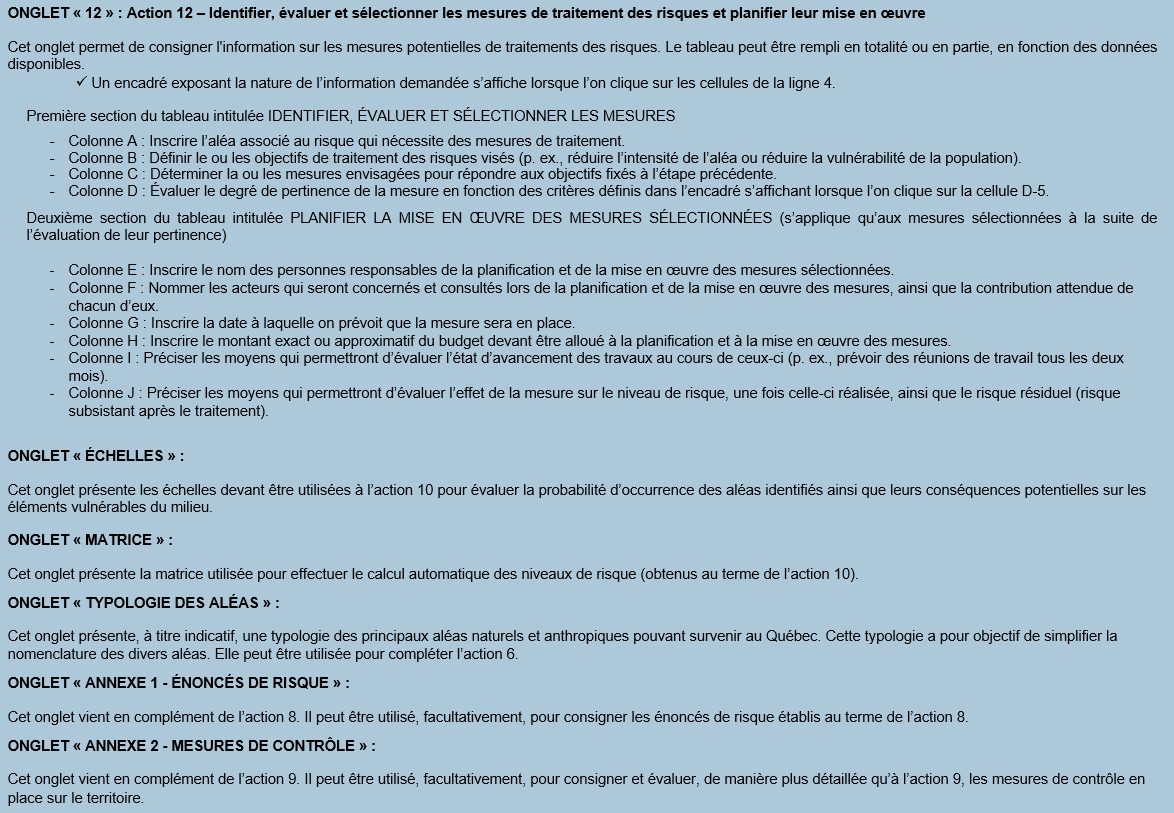 ONGLET « 12 » : Action 12 – Identifier, évaluer et sélectionner les mesures de traitement des risques et planifier leur mise en œuvre
Cet onglet permet de consigner l'information sur les mesures potentielles de traitements des risques. Le tableau peut être rempli en totalité ou en partie, en fonction des données
disponibles.
✓ Un encadré exposant la nature de l’information demandée s’affiche lorsque l’on clique sur les cellules de la ligne 4.
Première section du tableau intitulée IDENTIFIER, ÉVALUER ET SÉLECTIONNER LES MESURES
- Colonne A : Inscrire l’aléa associé au risque qui nécessite des mesures de traitement.
- Colonne B : Définir le ou les objectifs de traitement des risques visés (p. ex., réduire l’intensité de l’aléa ou réduire la vulnérabilité de la population).
- Colonne C : Déterminer la ou les mesures envisagées pour répondre aux objectifs fixés à l’étape précédente.
- Colonne D : Évaluer le degré de pertinence de la mesure en fonction des critères définis dans l’encadré s’affichant lorsque l’on clique sur la cellule D-5.
Deuxième section du tableau intitulée PLANIFIER LA MISE EN ŒUVRE DES MESURES SÉLECTIONNÉES (s’applique qu’aux mesures sélectionnées à la suite de
l’évaluation de leur pertinence)
- Colonne E : Inscrire le nom des personnes responsables de la planification et de la mise en œuvre des mesures sélectionnées.
- Colonne F : Nommer les acteurs qui seront concernés et consultés lors de la planification et de la mise en œuvre des mesures, ainsi que la contribution attendue de
chacun d’eux.
- Colonne G : Inscrire la date à laquelle on prévoit que la mesure sera en place.
- Colonne H : Inscrire le montant exact ou approximatif du budget devant être alloué à la planification et à la mise en œuvre des mesures.
- Colonne I : Préciser les moyens qui permettront d’évaluer l’état d’avancement des travaux au cours de ceux-ci (p. ex., prévoir des réunions de travail tous les deux
mois).
- Colonne J : Préciser les moyens qui permettront d’évaluer l’effet de la mesure sur le niveau de risque, une fois celle-ci réalisée, ainsi que le risque résiduel (risque
subsistant après le traitement).
ONGLET « ÉCHELLES » :
Cet onglet présente les échelles devant être utilisées à l’action 10 pour évaluer la probabilité d’occurrence des aléas identifiés ainsi que leurs conséquences potentielles sur les
éléments vulnérables du milieu.
ONGLET « MATRICE » :
Cet onglet présente la matrice utilisée pour effectuer le calcul automatique des niveaux de risque (obtenus au terme de l’action 10).
ONGLET « TYPOLOGIE DES ALÉAS » :
Cet onglet présente, à titre indicatif, une typologie des principaux aléas naturels et anthropiques pouvant survenir au Québec. Cette typologie a pour objectif de simplifier la
nomenclature des divers aléas. Elle peut être utilisée pour compléter l’action 6.
ONGLET « ANNEXE 1 - ÉNONCÉS DE RISQUE » :
Cet onglet vient en complément de l’action 8. Il peut être utilisé, facultativement, pour consigner les énoncés de risque établis au terme de l’action 8.
ONGLET « ANNEXE 2 - MESURES DE CONTRÔLE » :
Cet onglet vient en complément de l’action 9. Il peut être utilisé, facultativement, pour consigner et évaluer, de manière plus détaillée qu’à l’action 9, les mesures de contrôle en
place sur le territoire.